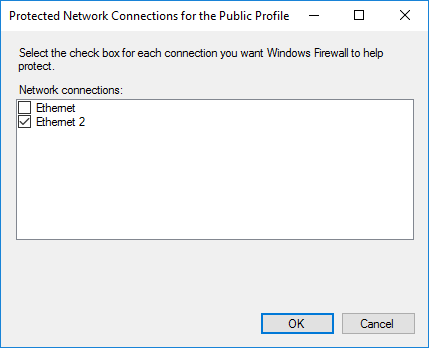 Protected Network Connections for the Public Profile
Select the check box for each connection you want Windows Firewall to help
protect.
Network connections:
Ethernet
Ethernet 2
OK
Cancel